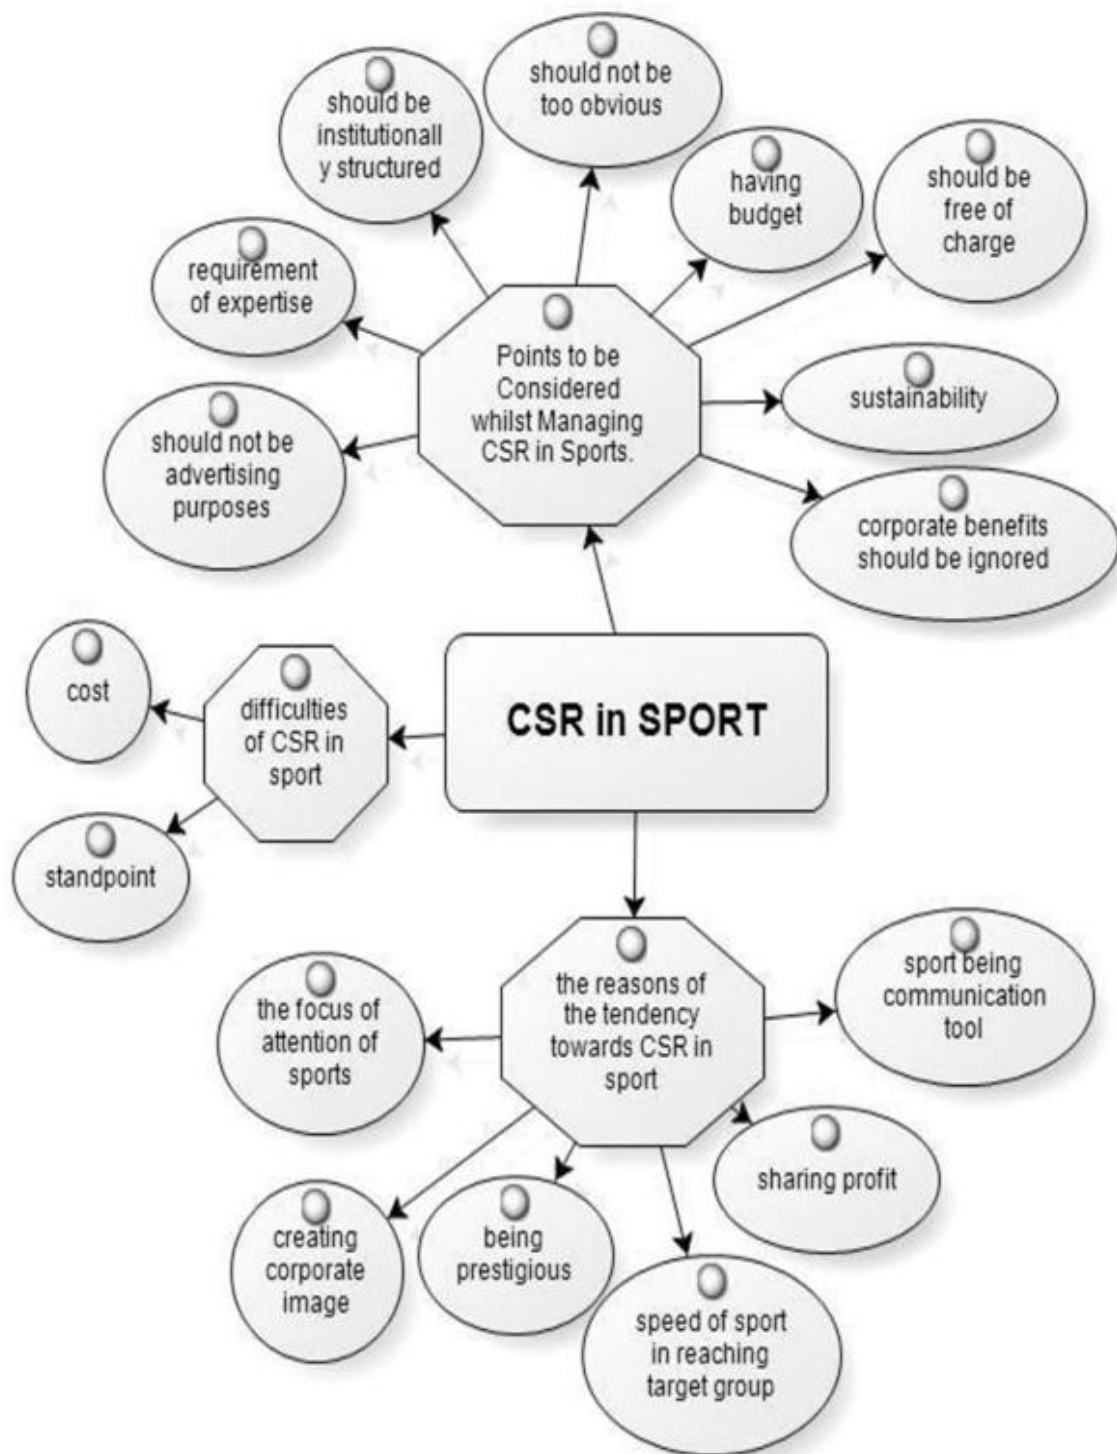 should not be
too obvious
should be
institutionall
y structured
having
budget
should be
free of
charge
requirement
of expertise
Points to be
Considered
whilst Managing
CSR in Sports.
sustainability
should not be
advertising
purposes
corporate benefits
should be ignored
cost
difficulties
of CSR in
sport
CSR in SPORT
standpoint
the focus of
attention of
sports
the reasons of
the tendency
towards CSR in
sport
sport being
communication
tool
sharing profit
creating
corporate
image
being
prestigious
speed of sport
in reaching
target group